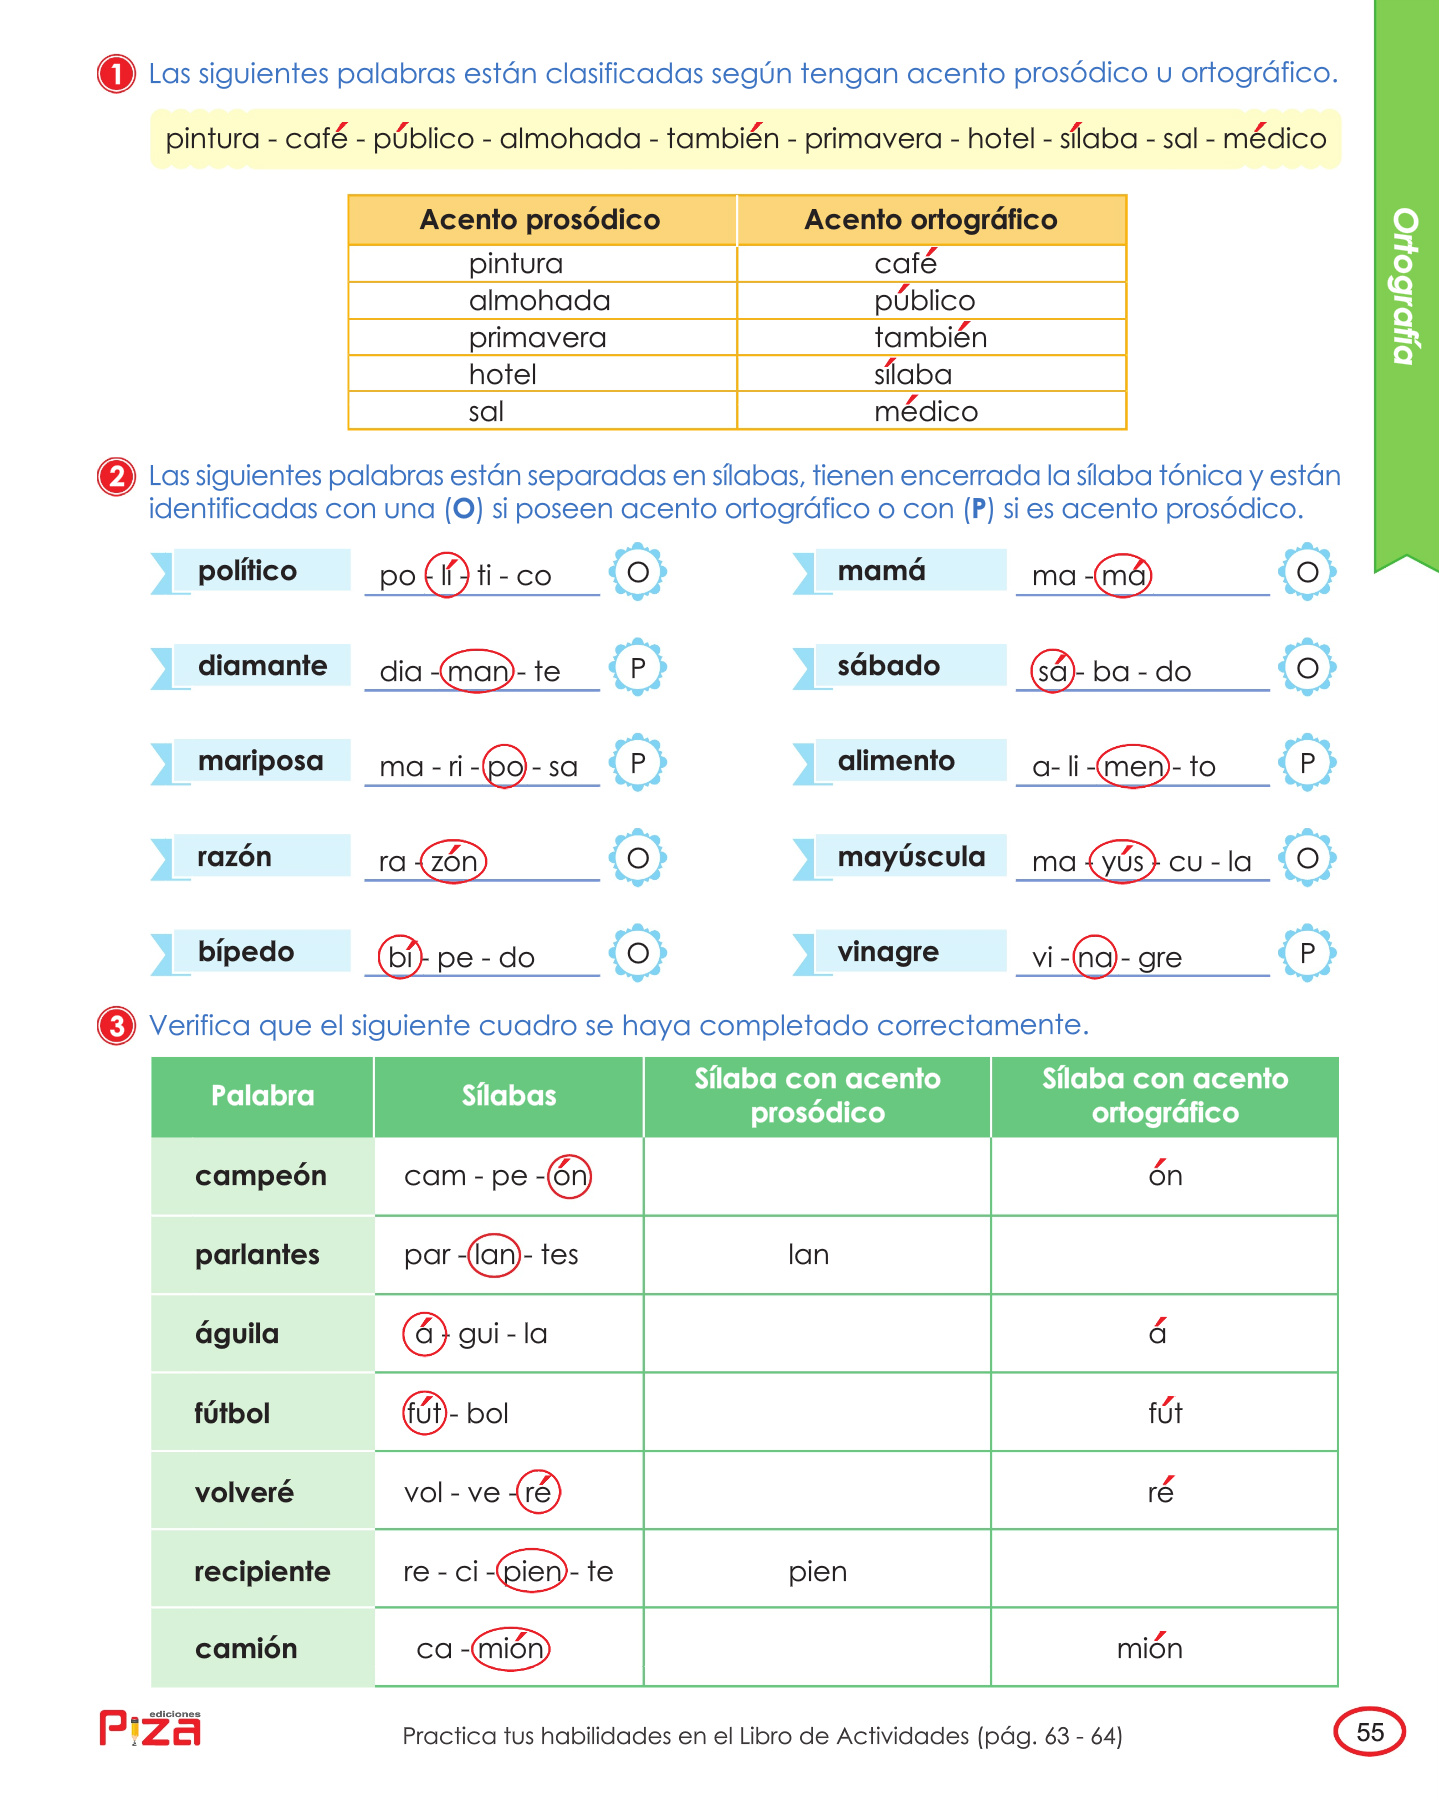 1 Las siguientes palabras están clasificadas según tengan acento prosódico u ortográfico.
pintura - café - público - almohada - también - primavera - hotel - sílaba - sal - médico
Acento prosódico Acento ortográfico
pintura café
almohada público
primavera también
hotel sílaba
sal médico
Ortografía
2 Las siguientes palabras están separadas en sílabas, tienen encerrada la sílaba tónica y están
identificadas con una (O) si poseen acento ortográfico o con (P) si es acento prosódico.
político po - lí - ti - co O mamá ma - má O
diamante dia - man - te P sábado sá - ba - do O
mariposa ma - ri - po - sa P alimento a- li - men - to P
razón ra - zón O mayúscula ma - yús - cu - la O
bípedo bí - pe - do O vinagre vi - na - gre P
3 Verifica que el siguiente cuadro se haya completado correctamente.
Palabra Sílabas Sílaba con acento prosódico Sílaba con acento ortográfico
campeón cam - pe - ón ón
parlantes par - lan - tes lan
águila á - gui - la á
fútbol fút - bol fút
volveré vol - ve - ré ré
recipiente re - ci - pien - te pien
camión ca - mión mión
ediciones
Piza
Practica tus habilidades en el Libro de Actividades (pág. 63 - 64)
55